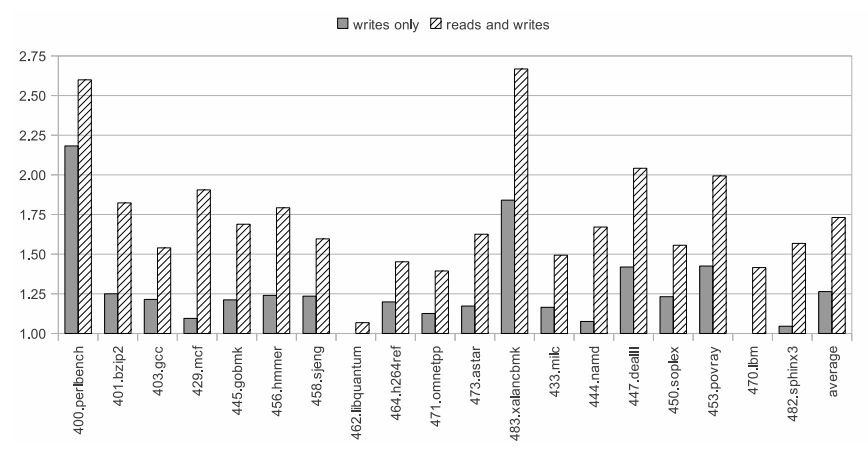 writes only reads and writes
2.75
2.50
2.25
2.00
1.75
1.50
1.25
1.00
400.perlbench
401.bzip2
403.gcc
429.mcf
445.gobmk
456.hmmer
458.sjeng
462.libquantum
464.h264ref
471.omnetpp
473.astar
483.xalancbmk
433.milc
444.namd
447.dealII
450.soplex
453.povray
470.lbm
482.sphinx3
average